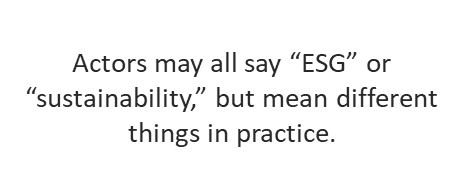 Actors may all say “ESG” or
“sustainability,” but mean different
things in practice.